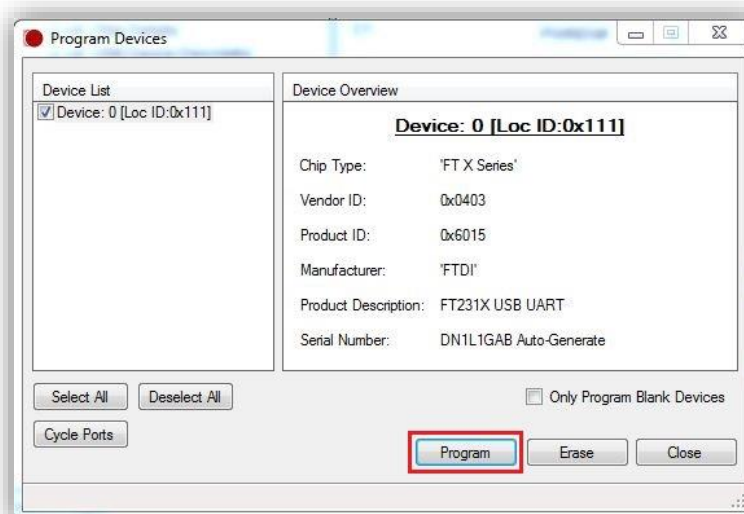 Program Devices
Device List
Device: 0 [Loc ID:0x111]
Device Overview
Device: 0 [Loc ID:0x111]
Chip Type: 'FT X Series'
Vendor ID: 0x0403
Product ID: 0x6015
Manufacturer: 'FTDI'
Product Description: FT231X USB UART
Serial Number: DN1L1GAB Auto-Generate
Select All Deselect All
Only Program Blank Devices
Cycle Ports
Program Erase Close